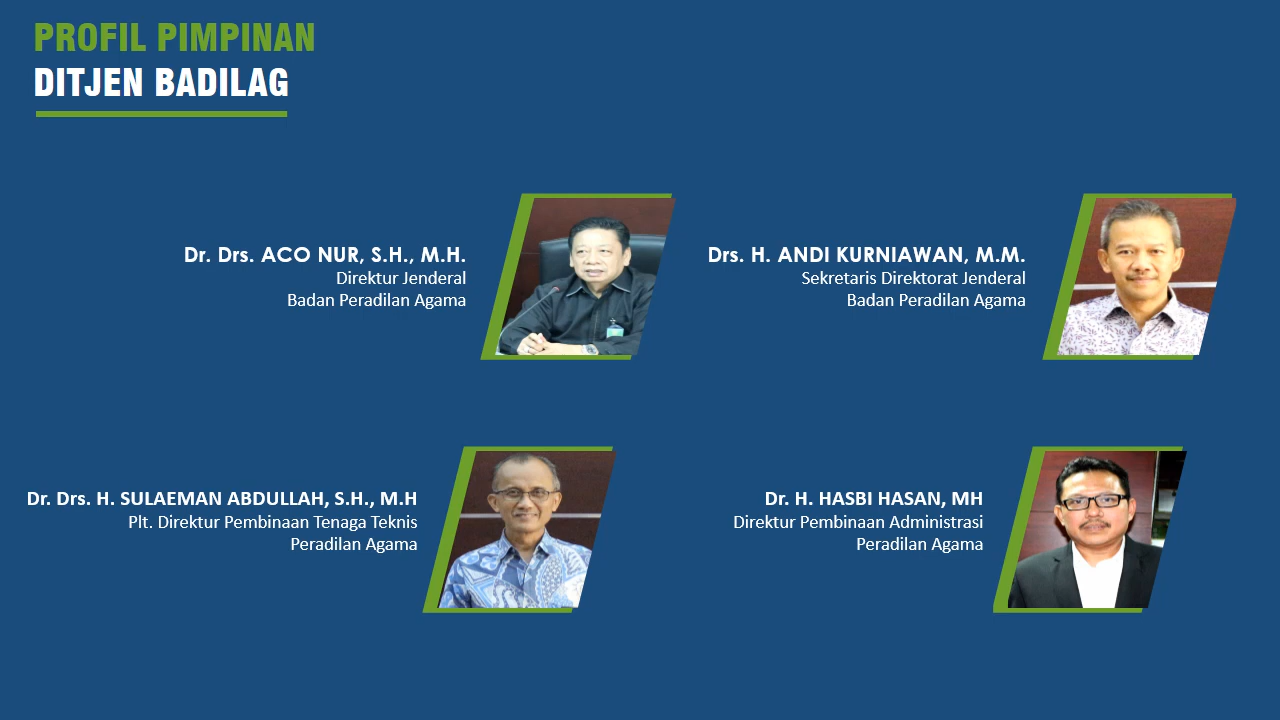 PROFIL PIMPINAN
DITJEN BADILAG
Dr. Drs. ACO NUR, S.H., M.H.
Direktur Jenderal
Badan Peradilan Agama
Drs. H. ANDI KURNIAWAN, M.M.
Sekretaris Direktorat Jenderal
Badan Peradilan Agama
Dr. Drs. H. SULAEMAN ABDULLAH, S.H., M.H
Plt. Direktur Pembinaan Tenaga Teknis
Peradilan Agama
Dr. H. HASBI HASAN, MH
Direktur Pembinaan Administrasi
Peradilan Agama